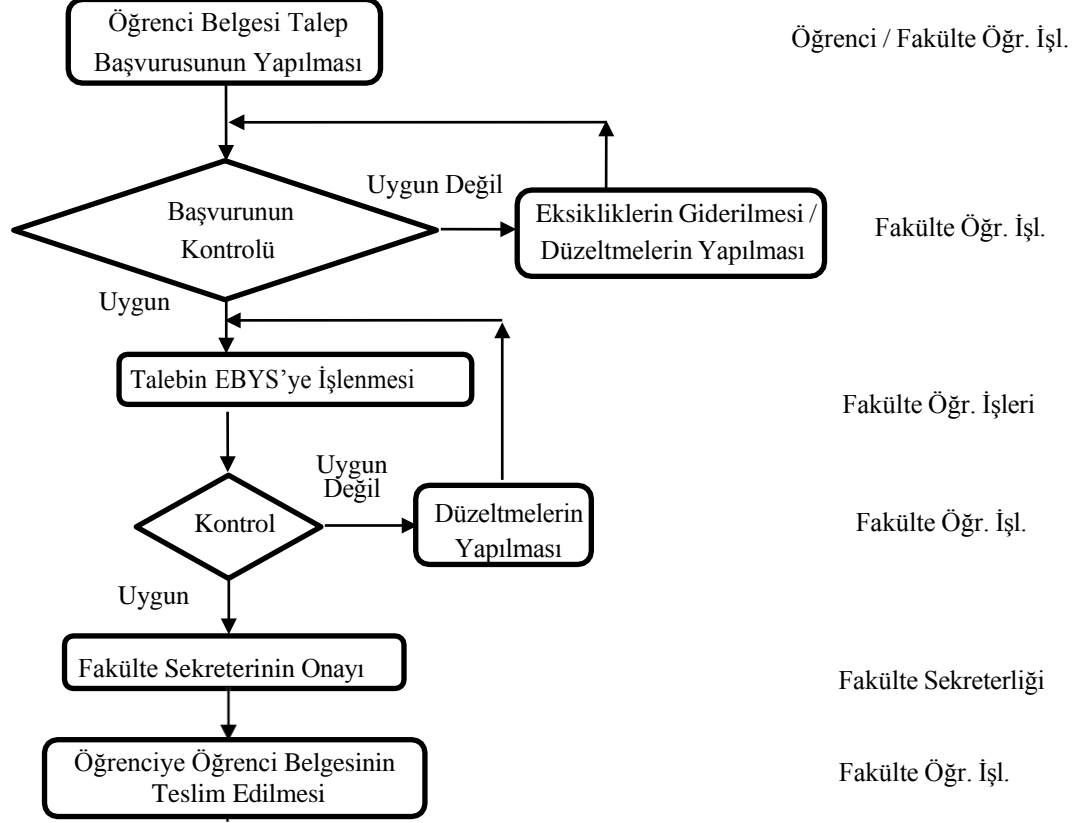 Öğrenci Belgesi Talep
Başvurusunun Yapılması
Öğrenci / Fakülte Öğr. İşl.
Uygun Değil
Başvurunun
Kontrolü
Eksikliklerin Giderilmesi /
Düzeltmelerin Yapılması
Fakülte Öğr. İşl.
Uygun
Talebin EBYS’ye İşlenmesi
Fakülte Öğr. İşleri
Uygun
Değil
Kontrol
Düzeltmelerin
Yapılması
Fakülte Öğr. İşl.
Uygun
Fakülte Sekreterinin Onayı
Fakülte Sekreterliği
Öğrenciye Öğrenci Belgesinin
Teslim Edilmesi
Fakülte Öğr. İşl.